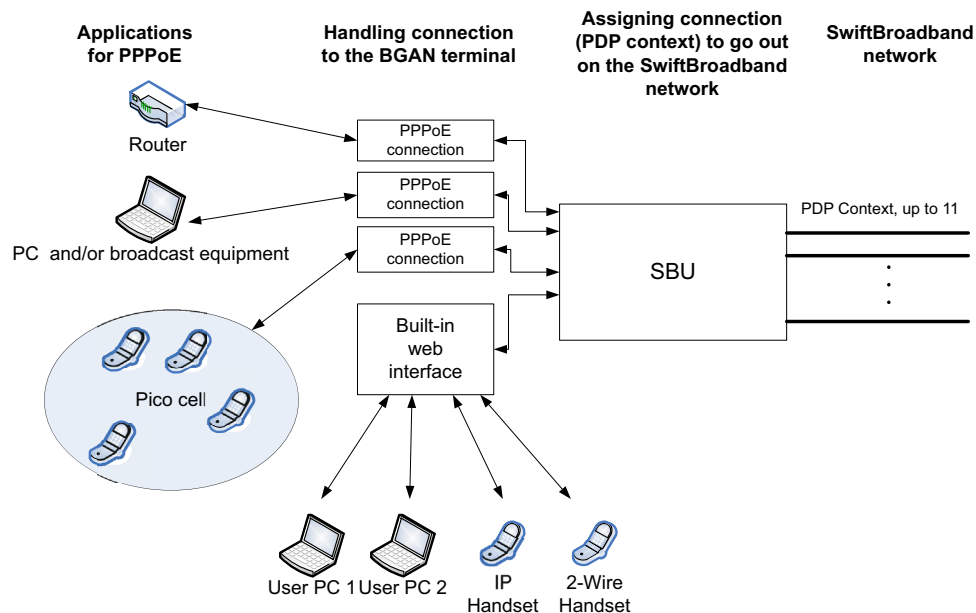 Applications
for PPPoE
Handling connection
to the BGAN terminal
Assigning connection
(PDP context) to go out
on the SwiftBroadband
network
SwiftBroadband
network
Router
PPPoE
connection
PPPoE
connection
PC and/or broadcast equipment
PPPoE
connection
SBU
PDP Context, up to 11
Built-in
web
interface
Pico cell
User PC 1
User PC 2
IP
Handset
2-Wire
Handset